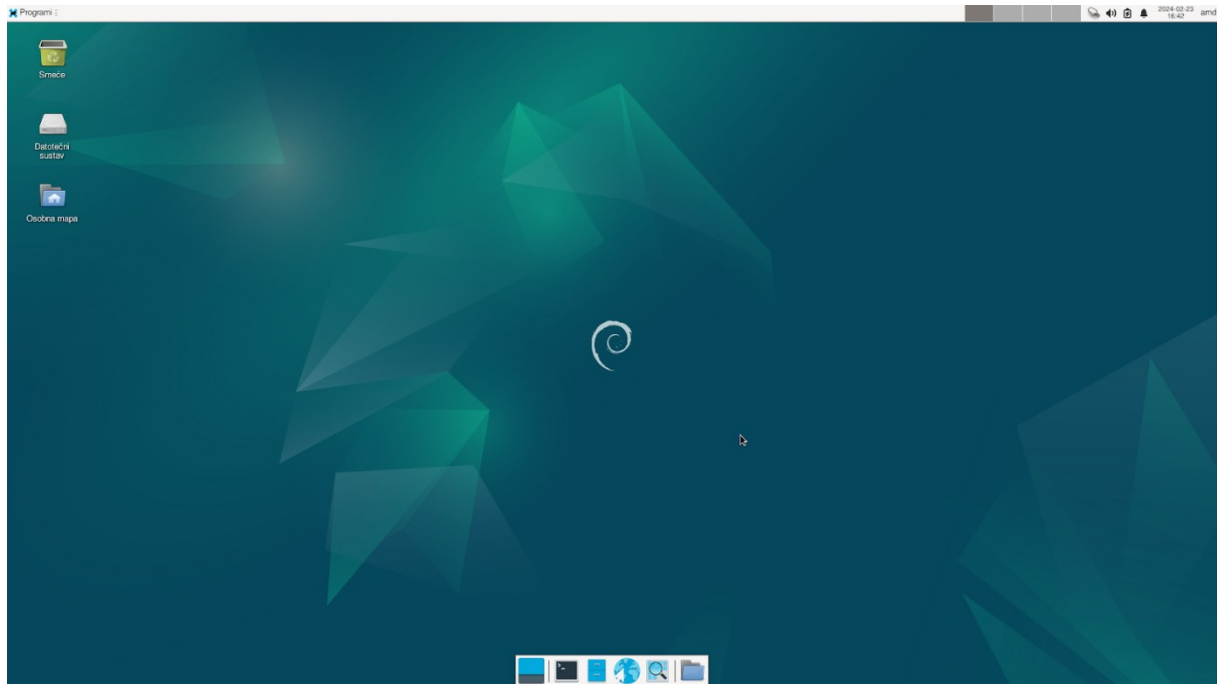 Programi
2024-02-23
16:42
amd
Smeće
Datotečni
sustav
Osobna mapa